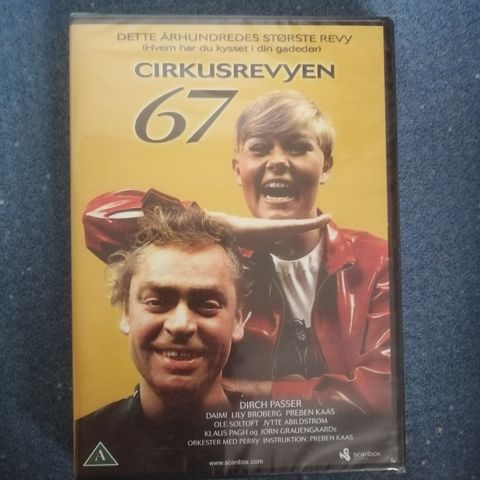 DETTE ÅRHUNDREDES STØRSTE REVY
(Hvem har du kysset i din gadedør)
CIRKUSREVYEN
67
DIRCH PASSER
DAIMI LILY BROBERG PREBEN KAAS
OLE SOLTOFT JYTTE ABILDSTRØM
KLAUS PAGH og JØRN GRAUENGAARDs
ORKESTER MED PERRY INSTRUKTION: PREBEN KAAS
A
www.scanbox.com
scanbox